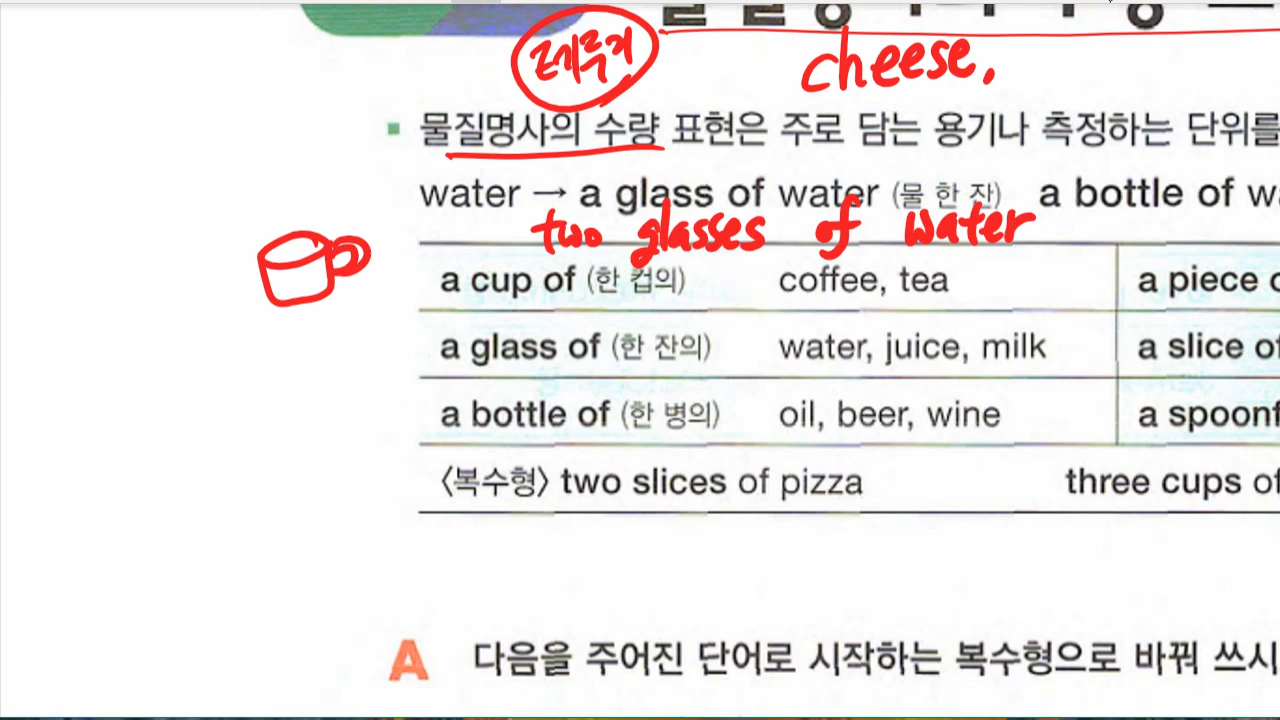 cheese.
물질명사의 수량 표현은 주로 담는 용기나 측정하는 단위를
water → a glass of water (물 한 잔) a bottle of
two glasses of water
a cup of (한 컵의) coffee, tea a piece
a glass of (한 잔의) water, juice, milk a slice of
a bottle of (한 병의) oil, beer, wine a
〈복수형〉 two slices of pizza three cups of
A 다음을 주어진 단어로 시작하는 복수형으로 바꿔 쓰시